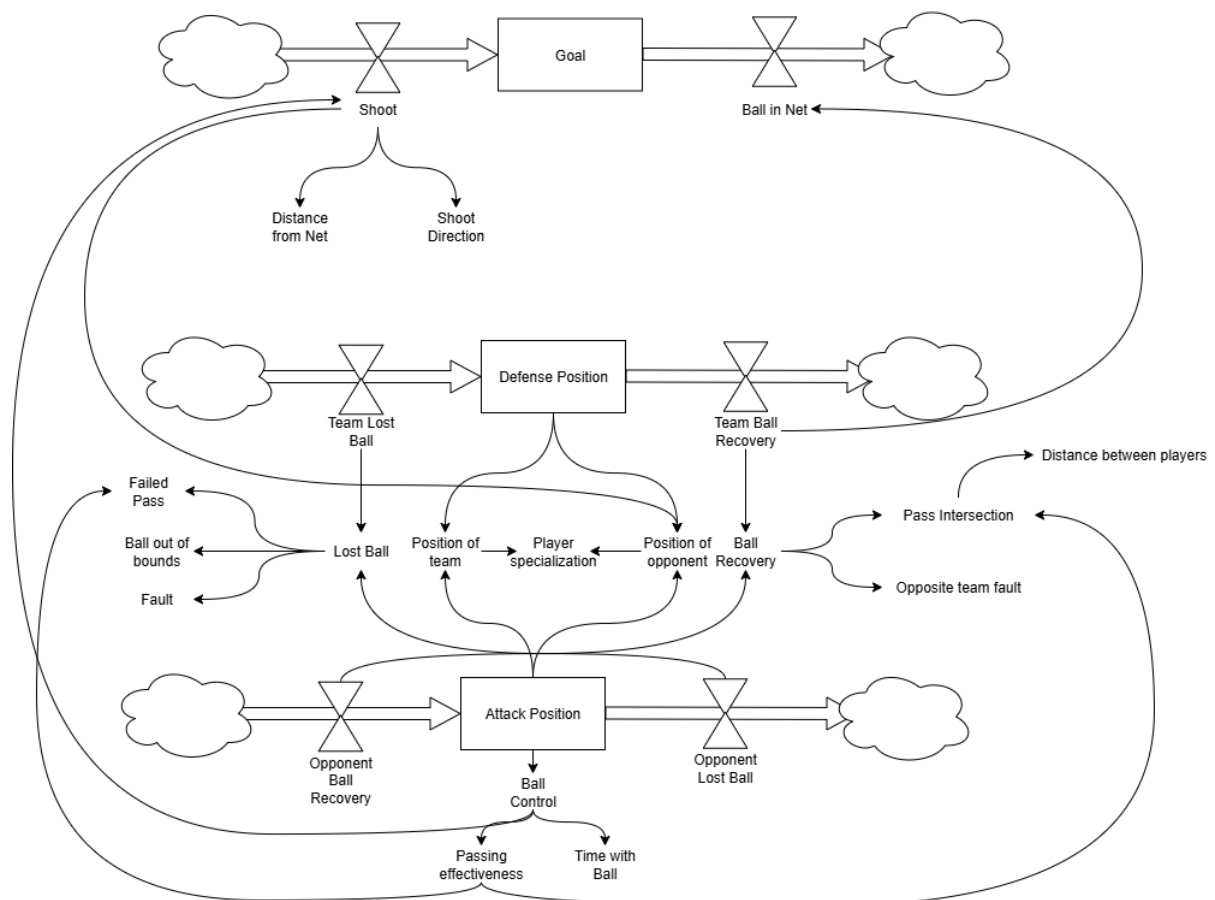 Goal
Shoot
Ball in Net
Distance
from Net
Shoot
Direction
Defense Position
Team Lost
Ball
Team Ball
Recovery
Distance between players
Failed
Pass
Pass Intersection
Ball out of
bounds
Lost Ball
Position of
team
Player
specialization
Position of
opponent
Ball
Recovery
Fault
Opposite team fault
Attack Position
Opponent
Ball
Recovery
Opponent
Lost Ball
Ball
Control
Passing
effectiveness
Time with
Ball